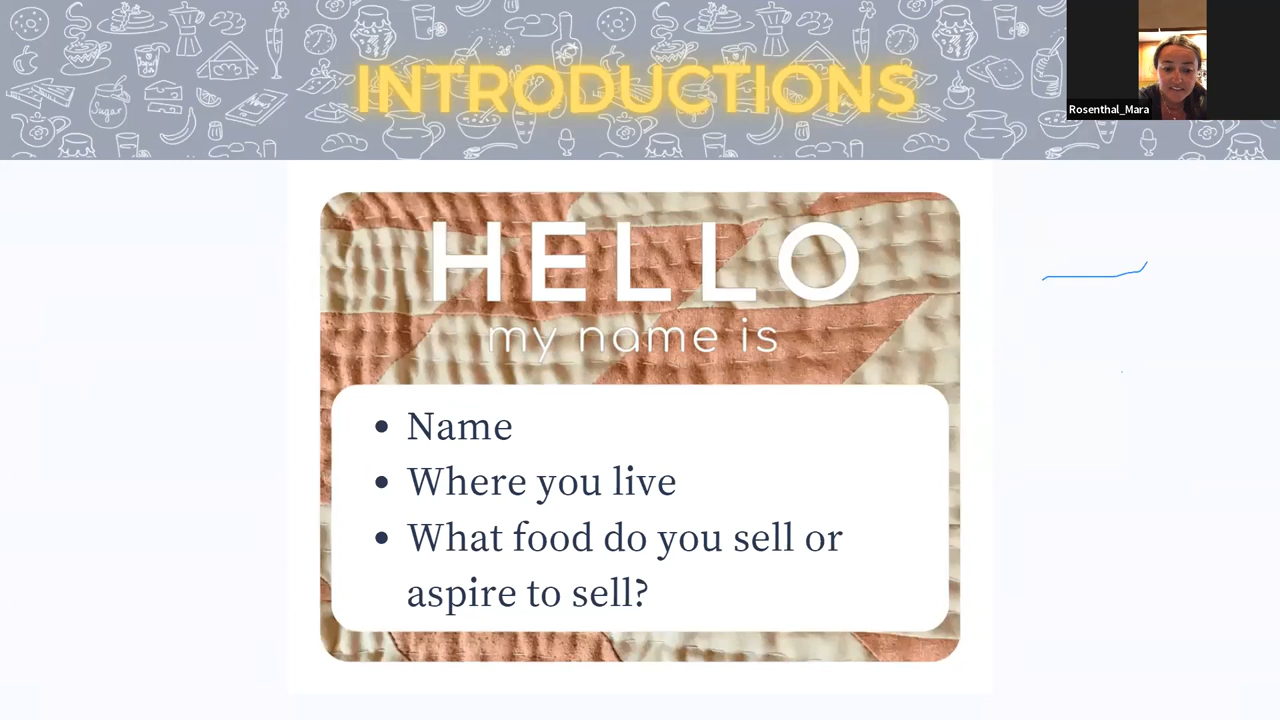 INTRODUCTIONS
Rosenthal_Mara
HELLO
my name is
• Name
• Where you live
• What food do you sell or
aspire to sell?
Sugar